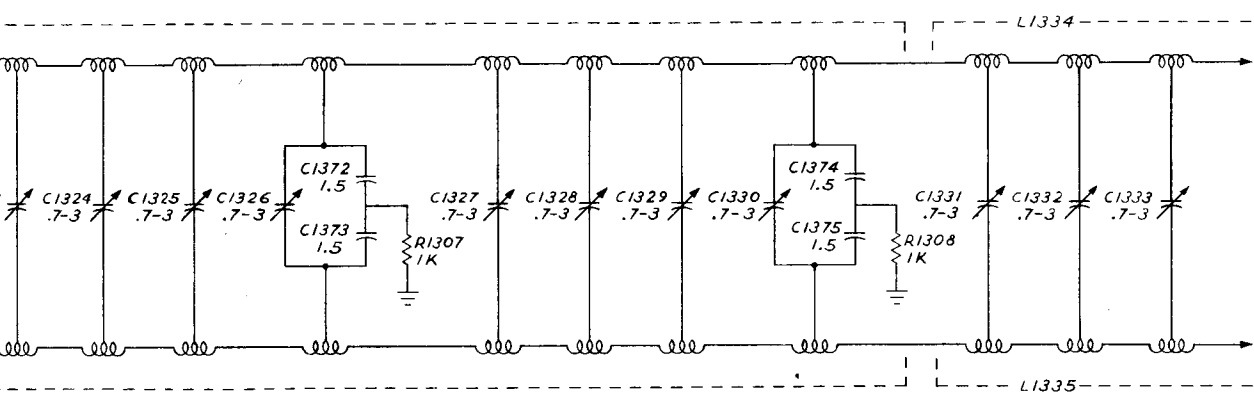 L1334
C1372
1.5
C1374
1.5
C1324
.7-3
C1325
.7-3
C1326
.7-3
C1327
.7-3
C1328
.7-3
C1329
.7-3
C1330
.7-3
C1331
.7-3
C1332
.7-3
C1333
.7-3
C1373
1.5
R1307
1K
C1375
1.5
R1308
1K
L1335